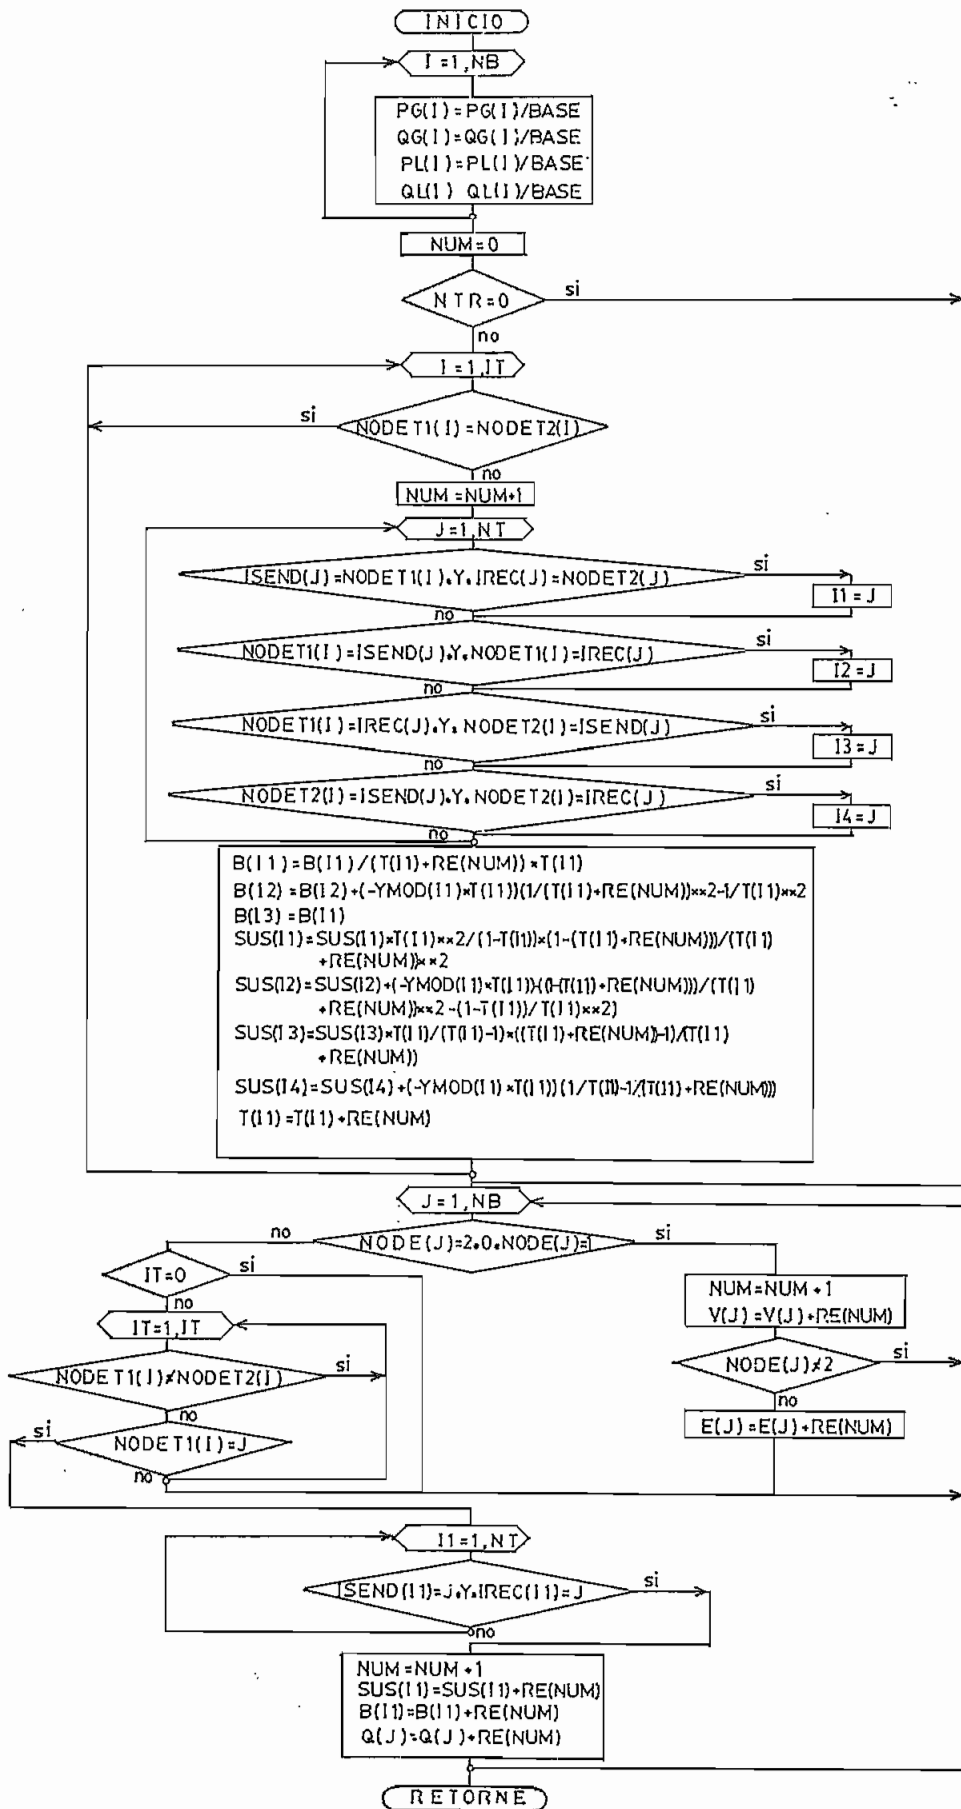 INICIO
I=1,NB
PG(I)=PG(I)/BASE
QG(I)=QG(I)/BASE
PL(I)=PL(I)/BASE
QL(I) QL(I)/BASE
NUM=0
NTR=0
si
no
I=1,IT
si
NODET1(I)=NODET2(I)
no
NUM=NUM+1
J=1,NT
ISEND(J)=NODET1(I).Y.IREC(J)=NODET2(J)
si
I1=J
no
NODET1(I)=ISEND(J).Y.NODET1(I)=IREC(J)
si
I2=J
no
NODET1(I)=IREC(J).Y.NODET2(I)=ISEND(J)
si
I3=J
no
NODET2(I)=ISEND(J).Y.NODET2(I)=IREC(J)
si
I4=J
no
B(I1)=B(I1)/(T(I1)+RE(NUM))*T(I1)
B(I2)=B(I2)+(-YMOD(I1)*T(I1))(1/(T(I1)+RE(NUM))**2-1/T(I1)**2
B(I3)=B(I1)
SUS(I1)=SUS(I1)*T(I1)**2/(1-T(I1))*(1-(T(I1)+RE(NUM)))/(T(I1)
+RE(NUM))**2
SUS(I2)=SUS(I2)+(-YMOD(I1)*T(I1))((1-(T(I1)+RE(NUM)))/(T(I1)
+RE(NUM))**2-(1-T(I1))/T(I1)**2)
SUS(I3)=SUS(I3)*T(I1)/(T(I1)-1)*((T(I1)+RE(NUM))-1)/(T(I1)
+RE(NUM))
SUS(I4)=SUS(I4)+(-YMOD(I1)*T(I1))(1/T(I1)-1/(T(I1)+RE(NUM)))
T(I1)=T(I1)+RE(NUM)
J=1,NB
no
NODE(J)=2.O.NODE(J)=1
si
IT=0
si
no
NUM=NUM+1
V(J)=V(J)+RE(NUM)
IT=1,IT
NODET1(I)≠NODET2(I)
si
NODE(J)≠2
si
no
no
si
NODET1(I)=J
E(J)=E(J)+RE(NUM)
no
I1=1,NT
ISEND(I1)=J.Y.IREC(I1)=J
si
no
NUM=NUM+1
SUS(I1)=SUS(I1)+RE(NUM)
B(I1)=B(I1)+RE(NUM)
Q(J)=Q(J)+RE(NUM)
RETORNE